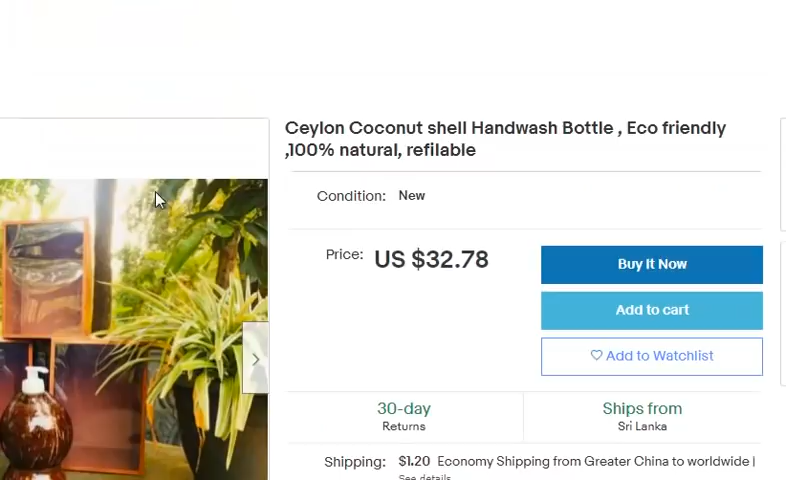 Ceylon Coconut shell Handwash Bottle , Eco friendly
,100% natural, refilable
Condition: New
Price: US $32.78
Buy It Now
Add to cart
Add to Watchlist
30-day
Returns
Ships from
Sri Lanka
Shipping: $1.20 Economy Shipping from Greater China to worldwide |
See details